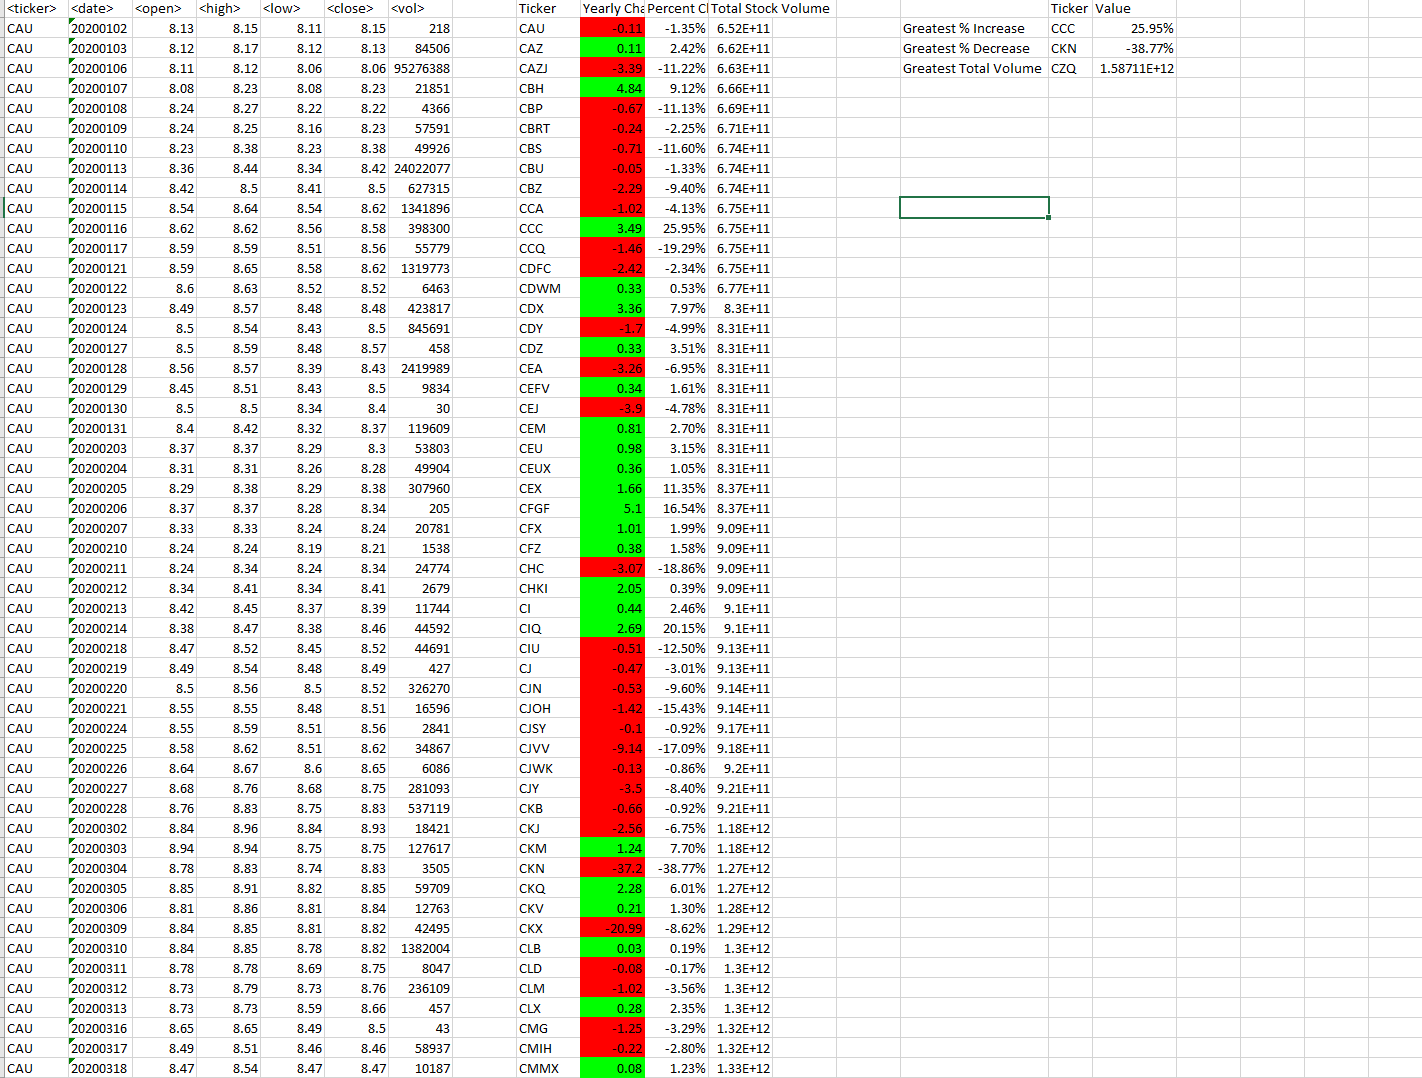 <ticker> <date> <open> <high> <low> <close> <vol> Ticker Yearly Cha Percent Cl Total Stock Volume Ticker Value
CAU 20200102 8.13 8.15 8.11 8.15 218 CAU -0.11 -1.35% 6.52E+11 Greatest % Increase CCC 25.95%
CAU 20200103 8.12 8.17 8.12 8.13 84506 CAZ 0.11 2.42% 6.62E+11 Greatest % Decrease CKN -38.77%
CAU 20200106 8.11 8.12 8.06 8.06 95276388 CAZJ -3.39 -11.22% 6.63E+11 Greatest Total Volume CZQ 1.58711E+12
CAU 20200107 8.08 8.23 8.08 8.23 21851 CBH 4.84 9.12% 6.66E+11
CAU 20200108 8.24 8.27 8.22 8.22 4366 CBP -0.67 -11.13% 6.69E+11
CAU 20200109 8.24 8.25 8.16 8.23 57591 CBRT -0.24 -2.25% 6.71E+11
CAU 20200110 8.23 8.38 8.23 8.38 49926 CBS -0.71 -11.60% 6.74E+11
CAU 20200113 8.36 8.44 8.34 8.42 24022077 CBU -0.05 -1.33% 6.74E+11
CAU 20200114 8.42 8.5 8.41 8.5 627315 CBZ -2.29 -9.40% 6.74E+11
CAU 20200115 8.54 8.64 8.54 8.62 1341896 CCA -1.02 -4.13% 6.75E+11
CAU 20200116 8.62 8.62 8.56 8.58 398300 CCC 3.49 25.95% 6.75E+11
CAU 20200117 8.59 8.59 8.51 8.56 55779 CCQ -1.46 -19.29% 6.75E+11
CAU 20200121 8.59 8.65 8.58 8.62 1319773 CDFC -2.42 -2.34% 6.75E+11
CAU 20200122 8.6 8.63 8.52 8.52 6463 CDWM 0.33 0.53% 6.77E+11
CAU 20200123 8.49 8.57 8.48 8.48 423817 CDX 3.36 7.97% 8.3E+11
CAU 20200124 8.5 8.54 8.43 8.5 845691 CDY -1.7 -4.99% 8.31E+11
CAU 20200127 8.5 8.59 8.48 8.57 458 CDZ 0.33 3.51% 8.31E+11
CAU 20200128 8.56 8.57 8.39 8.43 2419989 CEA -3.26 -6.95% 8.31E+11
CAU 20200129 8.45 8.51 8.43 8.5 9834 CEFV 0.34 1.61% 8.31E+11
CAU 20200130 8.5 8.5 8.34 8.4 30 CEJ -3.9 -4.78% 8.31E+11
CAU 20200131 8.4 8.42 8.32 8.37 119609 CEM 0.81 2.70% 8.31E+11
CAU 20200203 8.37 8.37 8.29 8.3 53803 CEU 0.98 3.15% 8.31E+11
CAU 20200204 8.31 8.31 8.26 8.28 49904 CEUX 0.36 1.05% 8.31E+11
CAU 20200205 8.29 8.38 8.29 8.38 307960 CEX 1.66 11.35% 8.37E+11
CAU 20200206 8.37 8.37 8.28 8.34 205 CFGF 5.1 16.54% 8.37E+11
CAU 20200207 8.33 8.33 8.24 8.24 20781 CFX 1.01 1.99% 9.09E+11
CAU 20200210 8.24 8.24 8.19 8.21 1538 CFZ 0.38 1.58% 9.09E+11
CAU 20200211 8.24 8.34 8.24 8.34 24774 CHC -3.07 -18.86% 9.09E+11
CAU 20200212 8.34 8.41 8.34 8.41 2679 CHKI 2.05 0.39% 9.09E+11
CAU 20200213 8.42 8.45 8.37 8.39 11744 CI 0.44 2.46% 9.1E+11
CAU 20200214 8.38 8.47 8.38 8.46 44592 CIQ 2.69 20.15% 9.1E+11
CAU 20200218 8.47 8.52 8.45 8.52 44691 CIU -0.51 -12.50% 9.13E+11
CAU 20200219 8.49 8.54 8.48 8.49 427 CJ -0.47 -3.01% 9.13E+11
CAU 20200220 8.5 8.56 8.5 8.52 326270 CJN -0.53 -9.60% 9.14E+11
CAU 20200221 8.55 8.55 8.48 8.51 16596 CJOH -1.42 -15.43% 9.14E+11
CAU 20200224 8.55 8.59 8.51 8.56 2841 CJSY -0.1 -0.92% 9.17E+11
CAU 20200225 8.58 8.62 8.51 8.62 34867 CJVV -9.14 -17.09% 9.18E+11
CAU 20200226 8.64 8.67 8.6 8.65 6086 CJWK -0.13 -0.86% 9.2E+11
CAU 20200227 8.68 8.76 8.68 8.75 281093 CJY -3.5 -8.40% 9.21E+11
CAU 20200228 8.76 8.83 8.75 8.83 537119 CKB -0.66 -0.92% 9.21E+11
CAU 20200302 8.84 8.96 8.84 8.93 18421 CKJ -2.56 -6.75% 1.18E+12
CAU 20200303 8.94 8.94 8.75 8.75 127617 CKM 1.24 7.70% 1.18E+12
CAU 20200304 8.78 8.83 8.74 8.83 3505 CKN -37.2 -38.77% 1.27E+12
CAU 20200305 8.85 8.91 8.82 8.85 59709 CKQ 2.28 6.01% 1.27E+12
CAU 20200306 8.81 8.86 8.81 8.84 12763 CKV 0.21 1.30% 1.28E+12
CAU 20200309 8.84 8.85 8.81 8.82 42495 CKX -20.99 -8.62% 1.29E+12
CAU 20200310 8.84 8.85 8.78 8.82 1382004 CLB 0.03 0.19% 1.3E+12
CAU 20200311 8.78 8.78 8.69 8.75 8047 CLD -0.08 -0.17% 1.3E+12
CAU 20200312 8.73 8.79 8.73 8.76 236109 CLM -1.02 -3.56% 1.3E+12
CAU 20200313 8.73 8.73 8.59 8.66 457 CLX 0.28 2.35% 1.3E+12
CAU 20200316 8.65 8.65 8.49 8.5 43 CMG -1.25 -3.29% 1.32E+12
CAU 20200317 8.49 8.51 8.46 8.46 58937 CMIH -0.22 -2.80% 1.32E+12
CAU 20200318 8.47 8.54 8.47 8.47 10187 CMMX 0.08 1.23% 1.33E+12